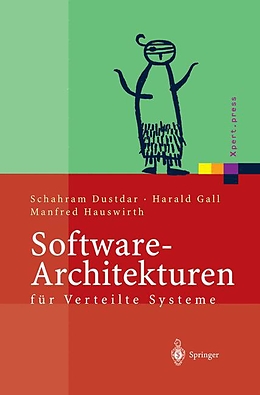 Xpert.press
Schahram Dustdar · Harald Gall
Manfred Hauswirth
Software-
Architekturen
für Verteilte Systeme
Springer